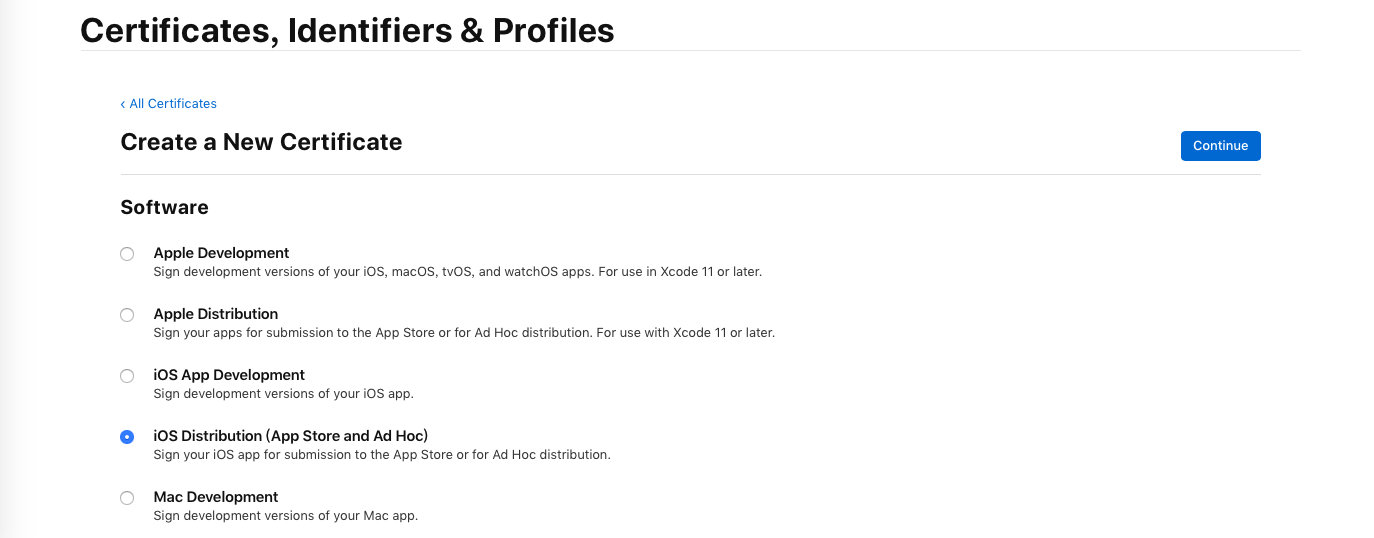 Certificates, Identifiers & Profiles
‹ All Certificates
Create a New Certificate
Continue
Software
Apple Development
Sign development versions of your iOS, macOS, tvOS, and watchOS apps. For use in Xcode 11 or later.
Apple Distribution
Sign your apps for submission to the App Store or for Ad Hoc distribution. For use with Xcode 11 or later.
iOS App Development
Sign development versions of your iOS app.
iOS Distribution (App Store and Ad Hoc)
Sign your iOS app for submission to the App Store or for Ad Hoc distribution.
Mac Development
Sign development versions of your Mac app.